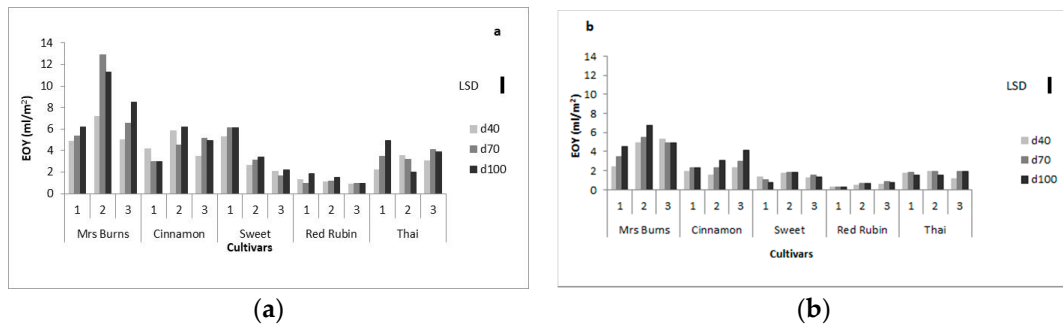 a
14
12
10
8
6
4
2
0
EOY (ml/m²)
LSD
d40
d70
d100
1 2 3 1 2 3 1 2 3 1 2 3 1 2 3
Mrs Burns Cinnamon Sweet Red Rubin Thai
Cultivars
(a)
b
14
12
10
8
6
4
2
0
EOY (ml/m²)
LSD
d40
d70
d100
1 2 3 1 2 3 1 2 3 1 2 3 1 2 3
Mrs Burns Cinnamon Sweet Red Rubin Thai
Cultivars
(b)